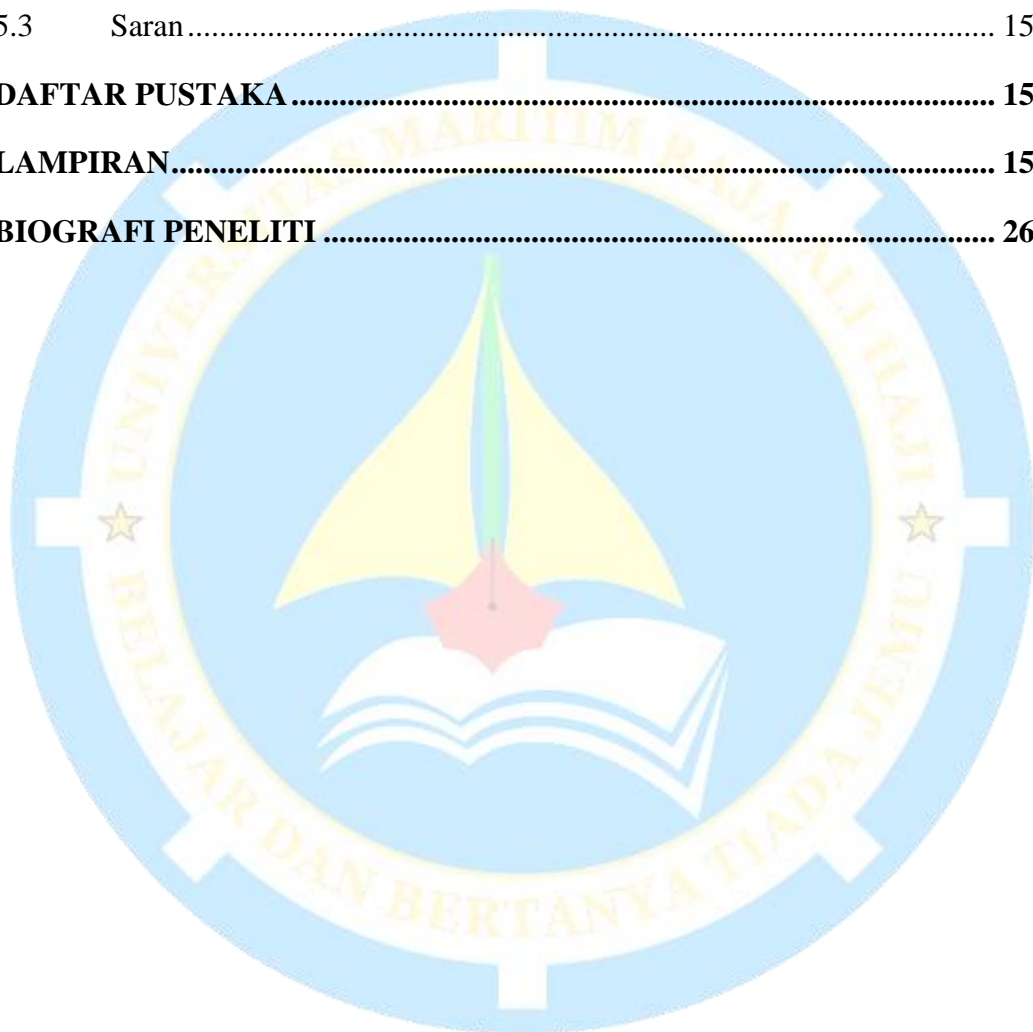 5.3 Saran ........ 15
DAFTAR PUSTAKA ........ 15
LAMPIRAN ........ 15
BIOGRAFI PENELITI ........ 26
UNIVERSITAS MARITIM RAJA ALI HAJI
BELAJAR DAN BERTANYA TIADA JEMU